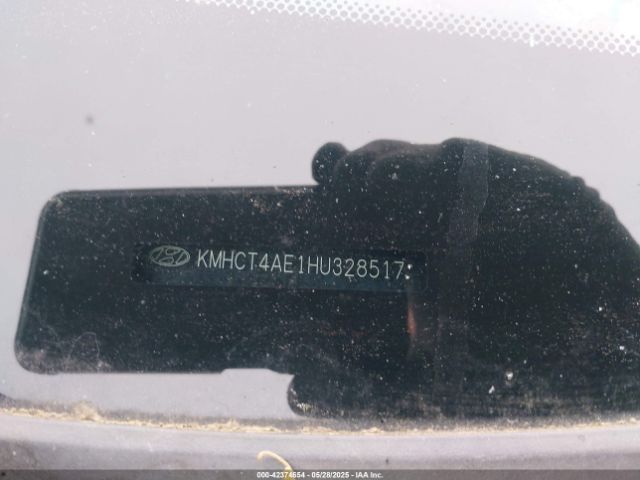 KMHCT4AE1HU328517
000-42374654 | 05/28/2025 - IAA Inc.